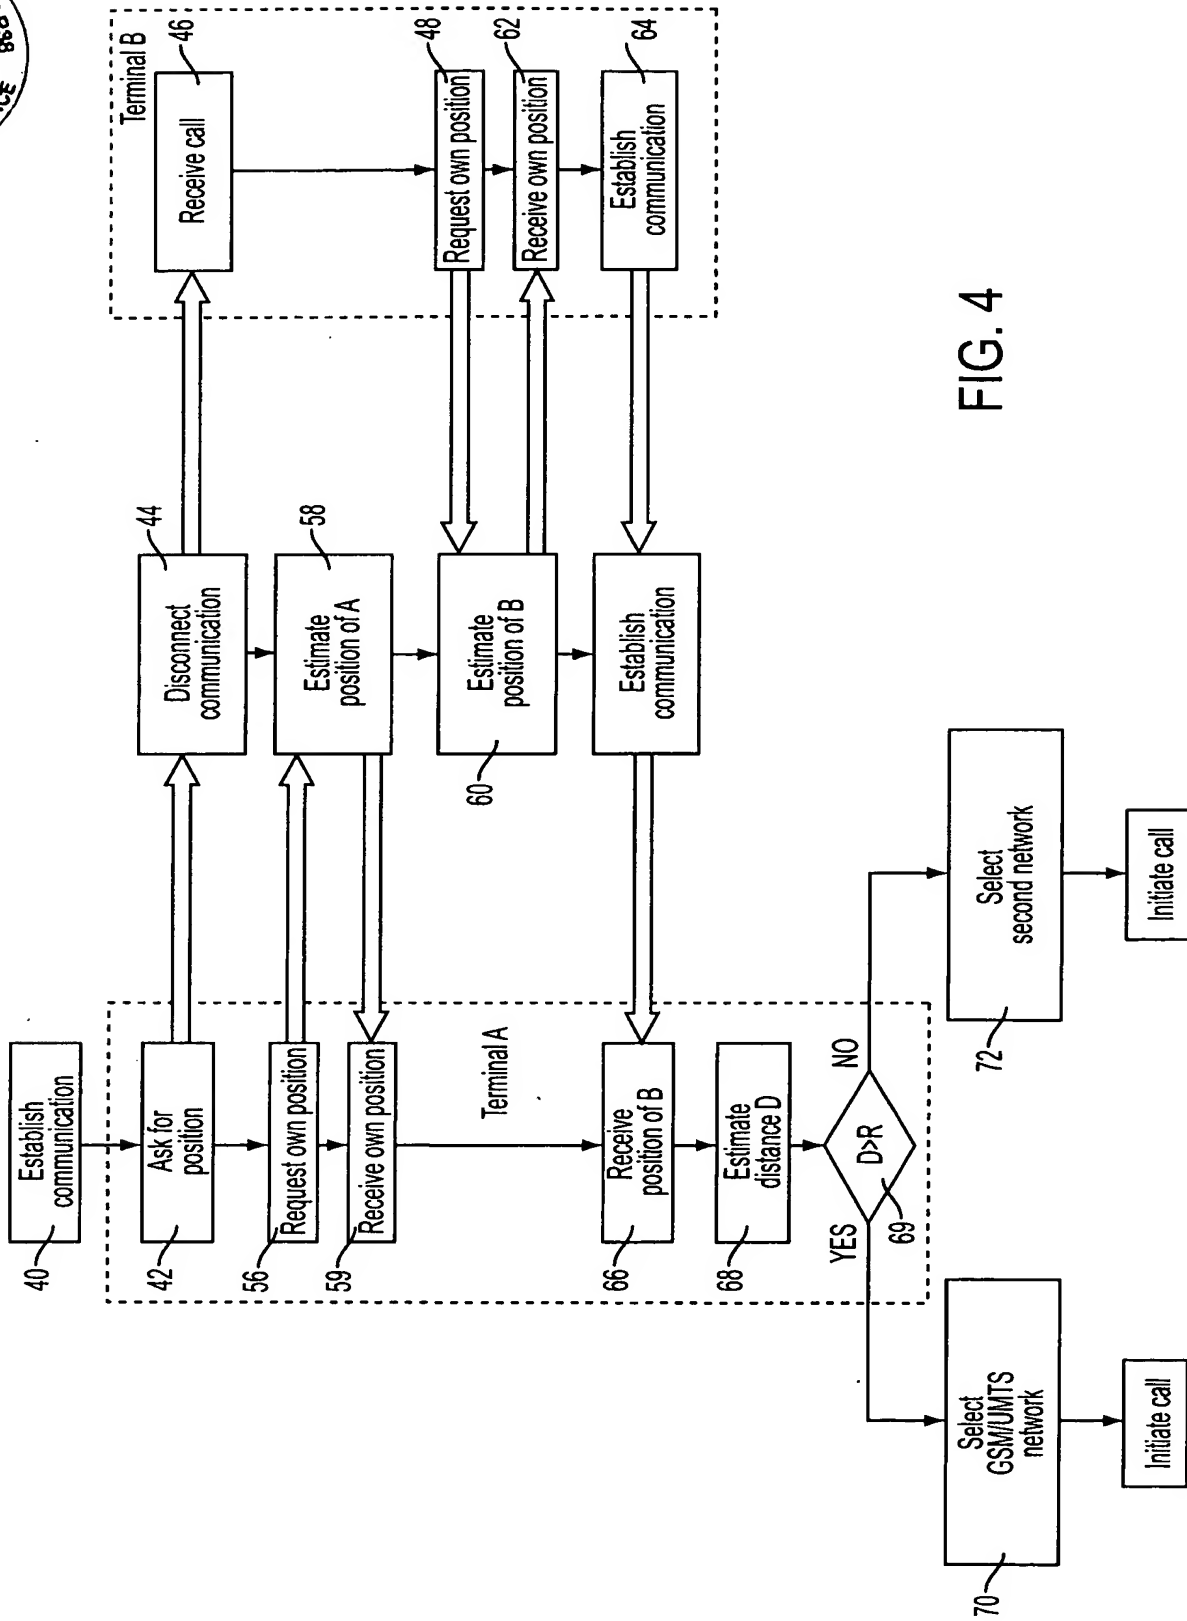 Establish
communication
40
Ask for
position
42
Request own position
56
Receive own position
59
Terminal A
Receive
position of B
66
Estimate
distance D
68
D>R
69
YES
NO
Select
GSM/UMTS
network
70
Initiate call
Select
second network
72
Initiate call
Disconnect
communication
44
Estimate
position of A
58
Estimate
position of B
60
Establish
communication
Terminal B
Receive call
46
Request own position
48
Receive own position
62
Establish
communication
64
FIG. 4